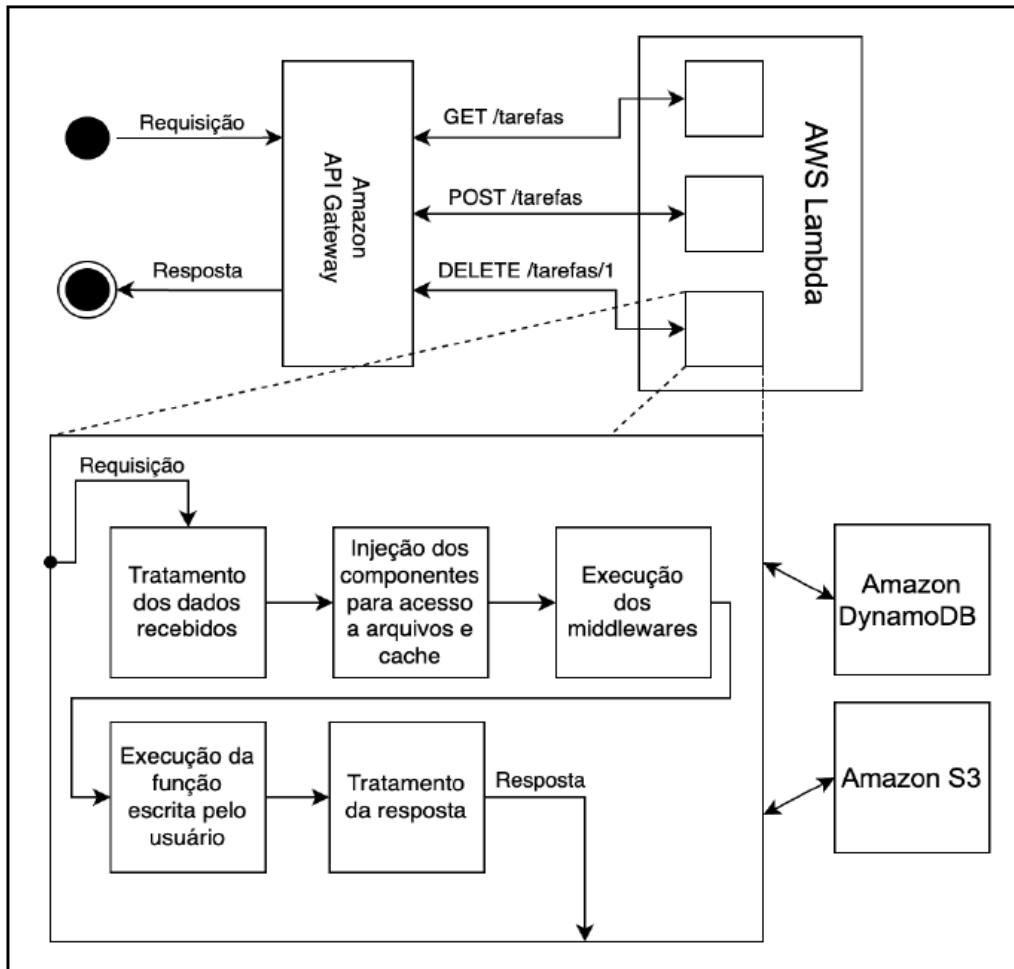 Requisição
Resposta
Amazon
API Gateway
GET /tarefas
POST /tarefas
DELETE /tarefas/1
AWS Lambda
Requisição
Tratamento
dos dados
recebidos
Injeção dos
componentes
para acesso
a arquivos e
cache
Execução
dos
middlewares
Execução da
função
escrita pelo
usuário
Tratamento
da resposta
Resposta
Amazon
DynamoDB
Amazon S3